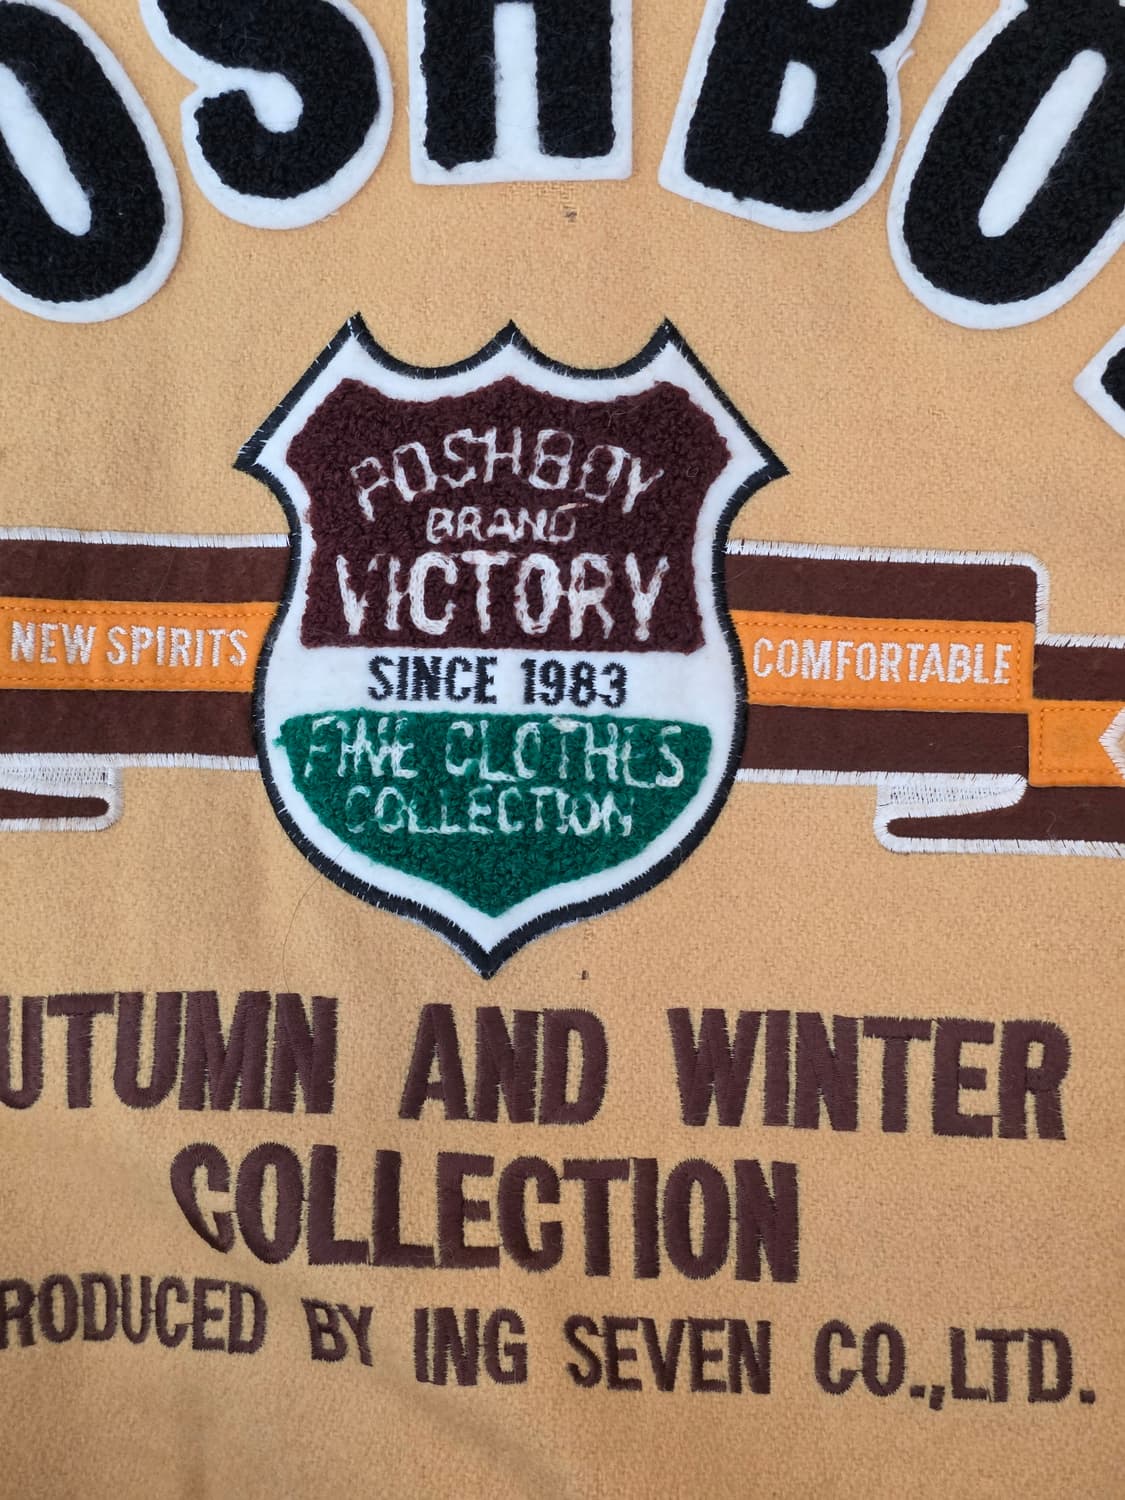 OSHBO
POSHBOY
BRAND
VICTORY
NEW SPIRITS
SINCE 1983
COMFORTABLE
FINE CLOTHES
COLLECTION
UTUMN AND WINTER
COLLECTION
RODUCED BY ING SEVEN CO.,LTD.